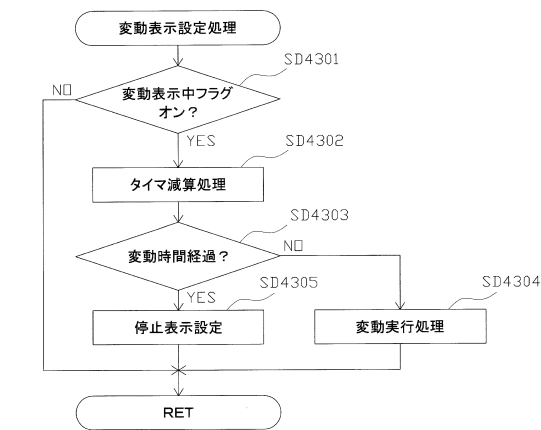 変動表示設定処理
SD4301
NO
変動表示中フラグ
オン？
YES
SD4302
タイマ減算処理
SD4303
変動時間経過？
NO
YES
SD4305
SD4304
停止表示設定
変動実行処理
RET